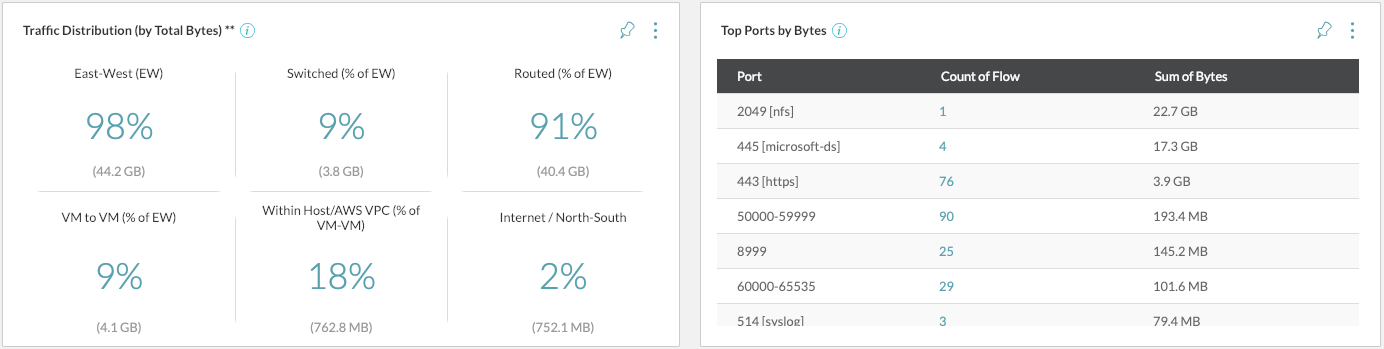 Traffic Distribution (by Total Bytes) ** i
East-West (EW)
98%
(44.2 GB)
Switched (% of EW)
9%
(3.8 GB)
Routed (% of EW)
91%
(40.4 GB)
VM to VM (% of EW)
9%
(4.1 GB)
Within Host/AWS VPC (% of
VM-VM)
18%
(762.8 MB)
Internet / North-South
2%
(752.1 MB)
Top Ports by Bytes i
Port Count of Flow Sum of Bytes
2049 [nfs] 1 22.7 GB
445 [microsoft-ds] 4 17.3 GB
443 [https] 76 3.9 GB
50000-59999 90 193.4 MB
8999 25 145.2 MB
60000-65535 29 101.6 MB
514 [syslog] 3 79.4 MB